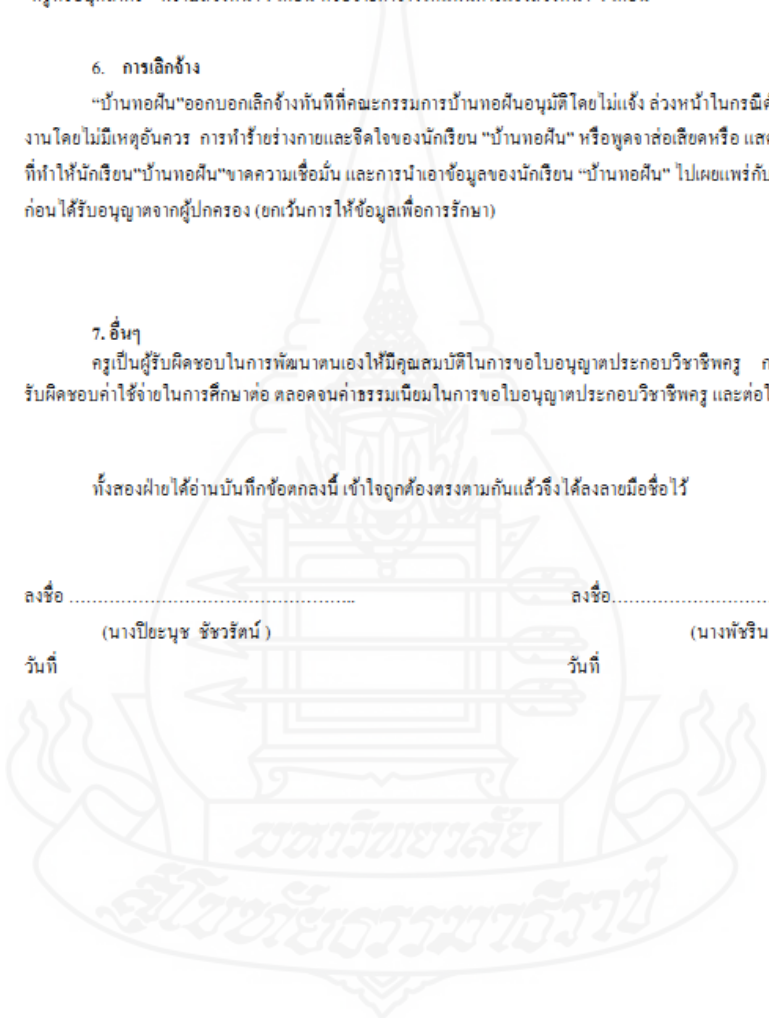 6. การเลิกจ้าง
“บ้านทอฝัน”ออกบอกเลิกจ้างทันทีที่คณะกรรมการบ้านทอฝันอนุมัติโดยไม่แจ้ง ล่วงหน้าในกรณี
งานโดยไม่มีเหตุอันควร การทำร้ายร่างกายและจิตใจของนักเรียน "บ้านทอฝัน" หรือพูดจาส่อเสียดหรือ
ที่ทำให้นักเรียน"บ้านทอฝัน"ขาดความเชื่อมั่น และการนำเอาข้อมูลของนักเรียน “บ้านทอฝัน” ไปเผยแพร่กับ
ก่อนได้รับอนุญาตจากผู้ปกครอง (ยกเว้นการให้ข้อมูลเพื่อการรักษา)
7. อื่นๆ
ครูเป็นผู้รับผิดชอบในการพัฒนาตนเองให้มีคุณสมบัติในการขอใบอนุญาตประกอบวิชาชีพครู
รับผิดชอบค่าใช้จ่ายในการศึกษาต่อ ตลอดจนค่าธรรมเนียมในการขอใบอนุญาตประกอบวิชาชีพครู และต่อ
ทั้งสองฝ่ายได้อ่านบันทึกข้อตกลงนี้ เข้าใจถูกต้องตรงตามกันแล้วจึงได้ลงลายมือชื่อไว้
ลงชื่อ ………………………………………….. ลงชื่อ………………………
(นางปิยะนุช ชัชวรัตน์ ) (นางพัชริน
วันที่ วันที่
มหาวิทยาลัย
สุโขทัยธรรมาธิราช